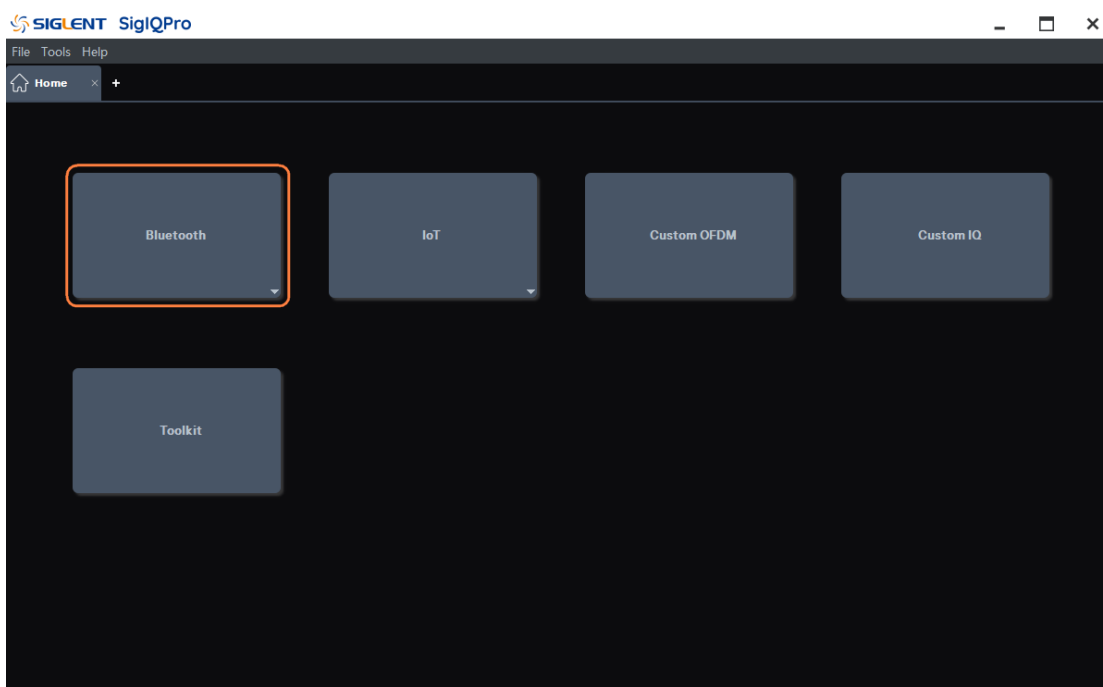 SIGLENT SigIQPro
File Tools Help
Home × +
Bluetooth
IoT
Custom OFDM
Custom IQ
Toolkit